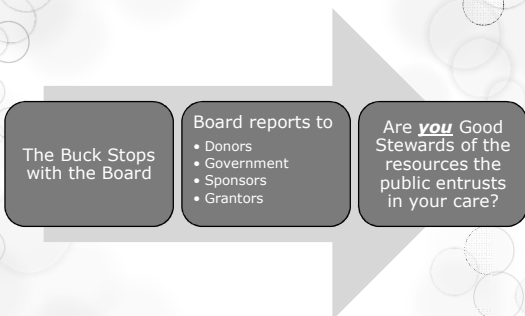 The Buck Stops
with the Board
Board reports to
• Donors
• Government
• Sponsors
• Grantors
Are you Good
Stewards of the
resources the
public entrusts
in your care?